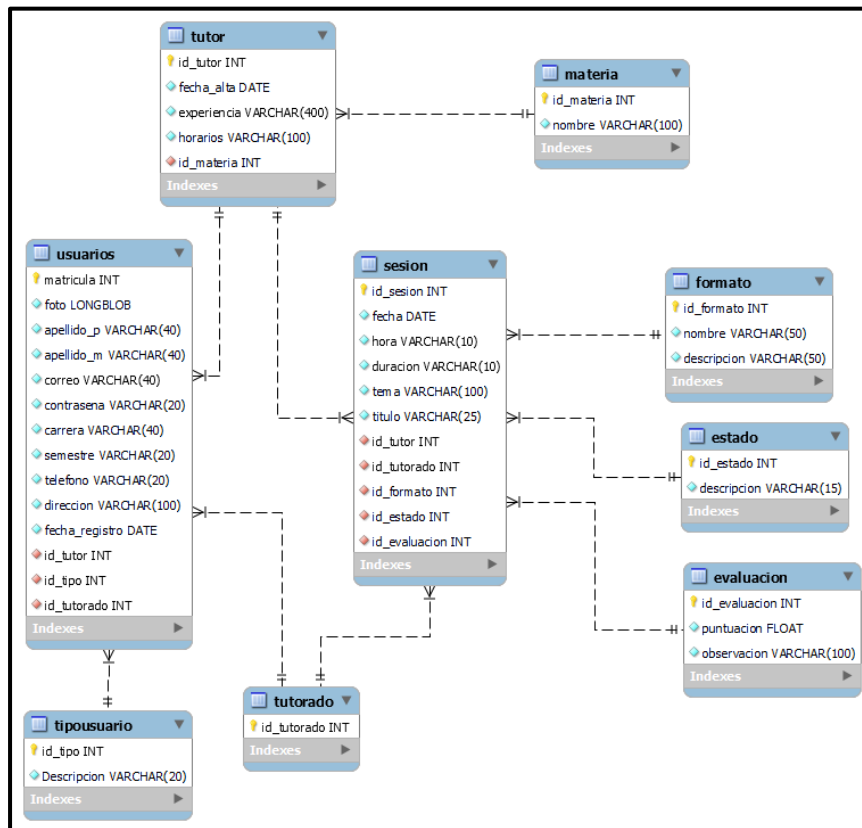 tutor
id_tutor INT
fecha_alta DATE
experiencia VARCHAR(400)
horarios VARCHAR(100)
id_materia INT
Indexes
materia
id_materia INT
nombre VARCHAR(100)
Indexes
usuarios
matricula INT
foto LONGBLOB
apellido_p VARCHAR(40)
apellido_m VARCHAR(40)
correo VARCHAR(40)
contrasena VARCHAR(20)
carrera VARCHAR(40)
semestre VARCHAR(20)
telefono VARCHAR(20)
direccion VARCHAR(100)
fecha_registro DATE
id_tutor INT
id_tipo INT
id_tutorado INT
Indexes
sesion
id_sesion INT
fecha DATE
hora VARCHAR(10)
duracion VARCHAR(10)
tema VARCHAR(100)
titulo VARCHAR(25)
id_tutor INT
id_tutorado INT
id_formato INT
id_estado INT
id_evaluacion INT
Indexes
formato
id_formato INT
nombre VARCHAR(50)
descripcion VARCHAR(50)
Indexes
estado
id_estado INT
descripcion VARCHAR(15)
Indexes
evaluacion
id_evaluacion INT
puntuacion FLOAT
observacion VARCHAR(100)
Indexes
tutorado
id_tutorado INT
Indexes
tipousuario
id_tipo INT
Descripcion VARCHAR(20)
Indexes